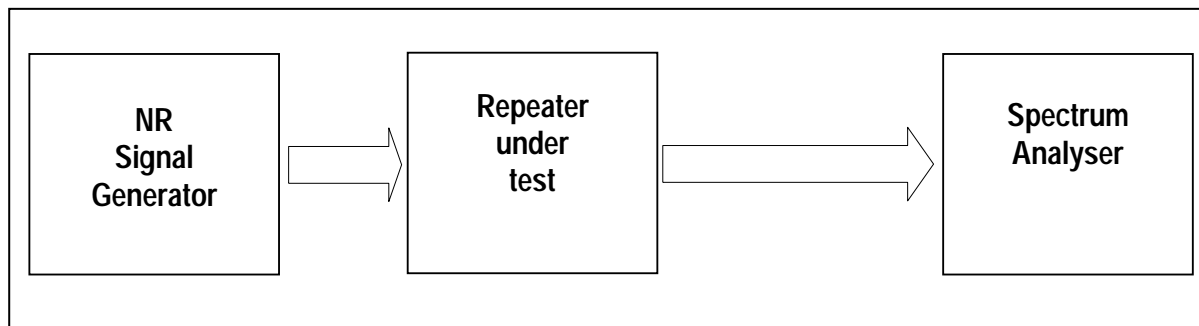 NR
Signal
Generator
Repeater
under
test
Spectrum
Analyser